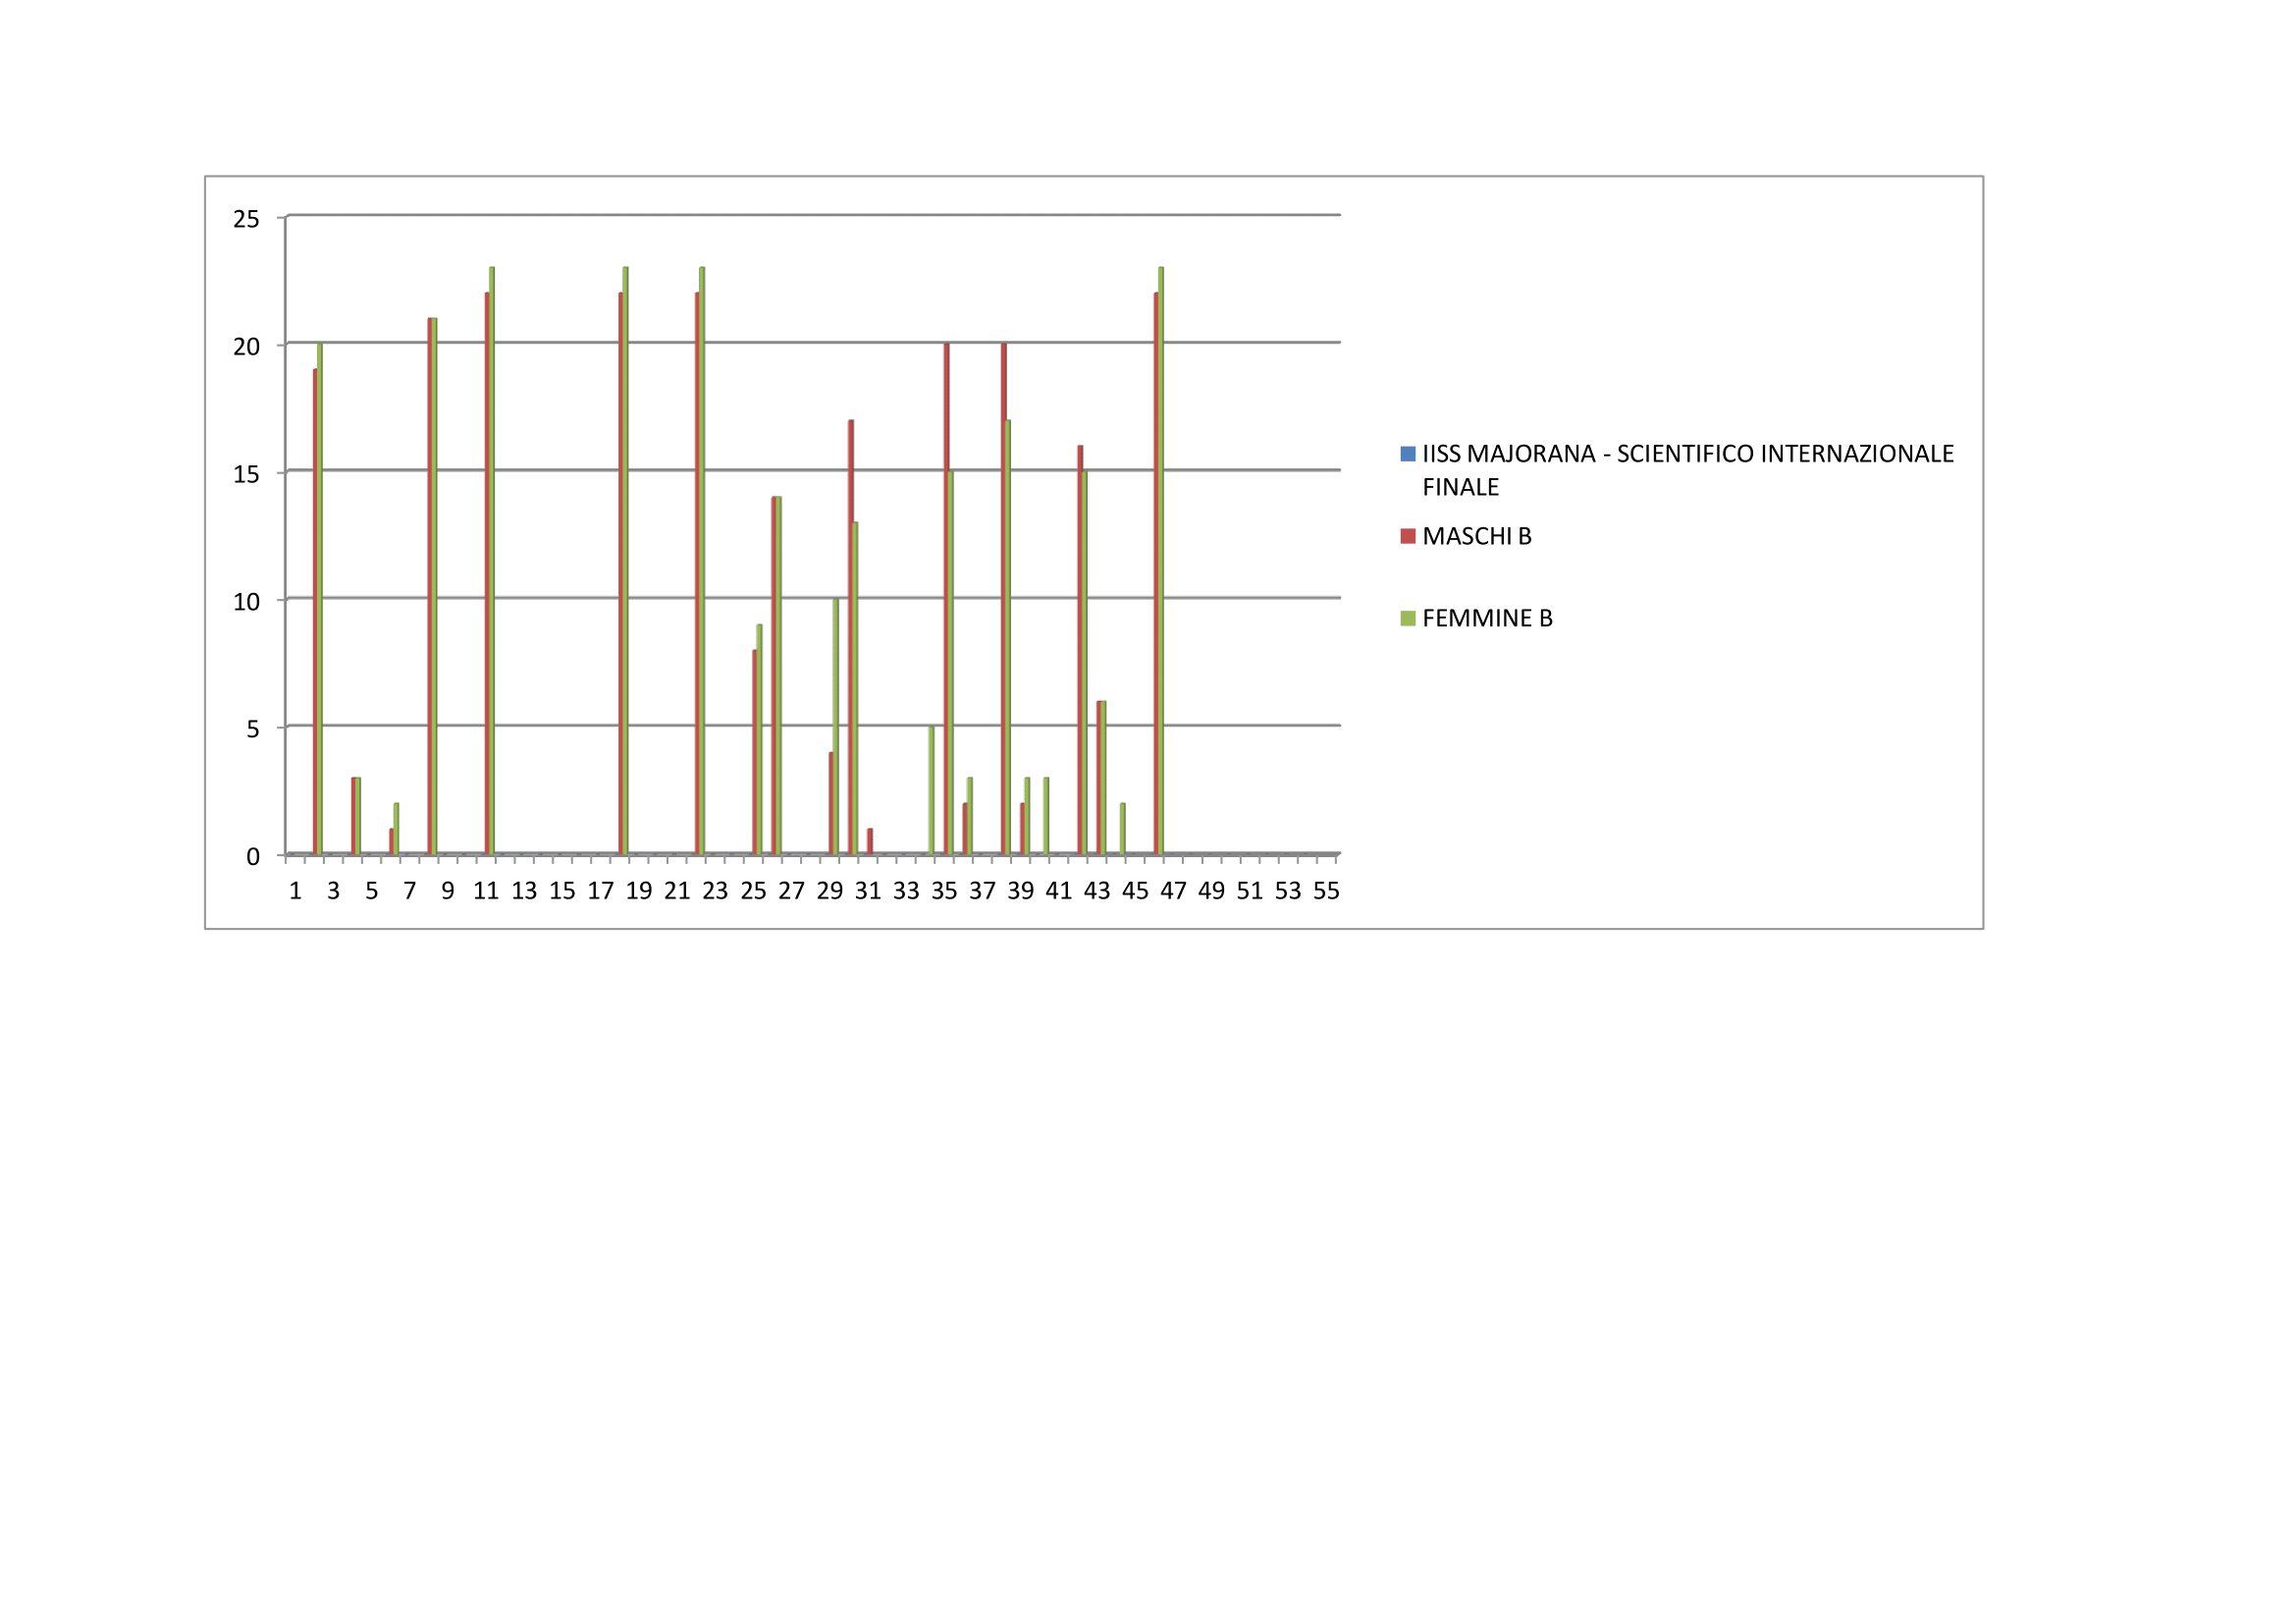 25
20
15
10
5
0
1 3 5 7 9 11 13 15 17 19 21 23 25 27 29 31 33 35 37 39 41 43 45 47 49 51 53 55
IISS MAJORANA - SCIENTIFICO INTERNAZIONALE
FINALE
MASCHI B
FEMMINE B